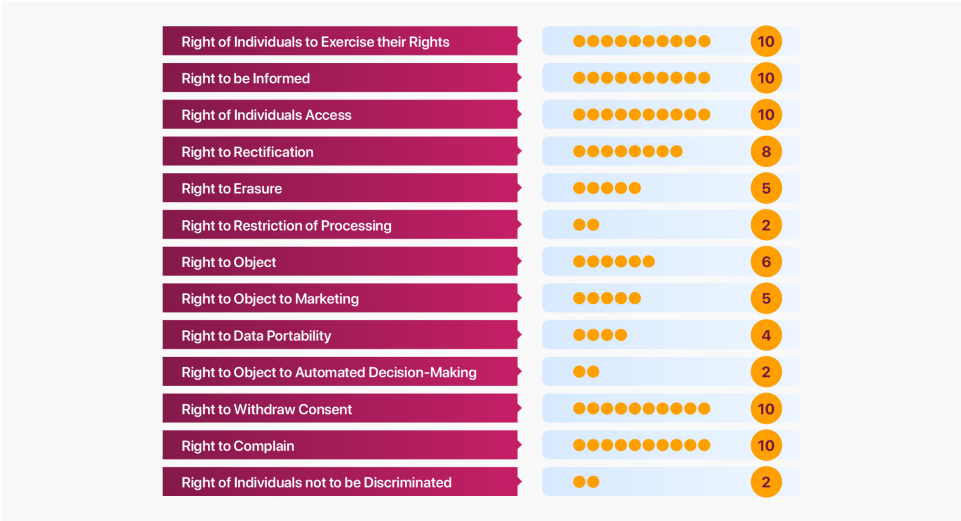 Right of Individuals to Exercise their Rights 10
Right to be Informed 10
Right of Individuals Access 10
Right to Rectification 8
Right to Erasure 5
Right to Restriction of Processing 2
Right to Object 6
Right to Object to Marketing 5
Right to Data Portability 4
Right to Object to Automated Decision-Making 2
Right to Withdraw Consent 10
Right to Complain 10
Right of Individuals not to be Discriminated 2